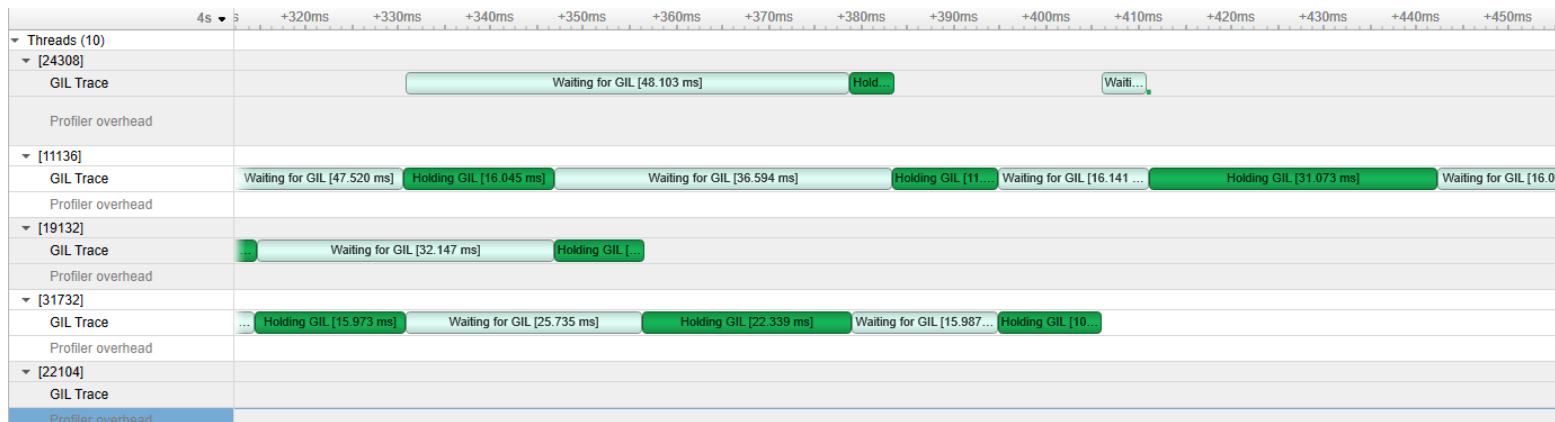 4s s +320ms +330ms +340ms +350ms +360ms +370ms +380ms +390ms +400ms +410ms +420ms +430ms +440ms +450ms
Threads (10)
[24308]
GIL Trace Waiting for GIL [48.103 ms] Hold... Waiti...
Profiler overhead
[11136]
GIL Trace Waiting for GIL [47.520 ms] Holding GIL [16.045 ms] Waiting for GIL [36.594 ms] Holding GIL [11.... Waiting for GIL [16.141 ... Holding GIL [31.073 ms] Waiting for GIL [16.0
Profiler overhead
[19132]
GIL Trace ... Waiting for GIL [32.147 ms] Holding GIL [...
Profiler overhead
[31732]
GIL Trace ... Holding GIL [15.973 ms] Waiting for GIL [25.735 ms] Holding GIL [22.339 ms] Waiting for GIL [15.987... Holding GIL [10...
Profiler overhead
[22104]
GIL Trace
Profiler overhead